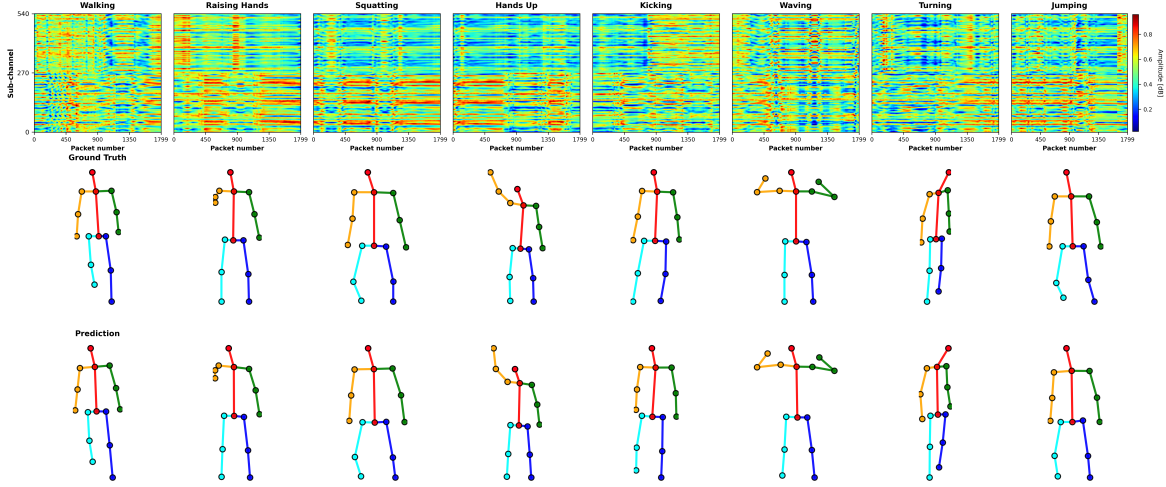 Walking Raising Hands Squatting Hands Up Kicking Waving Turning Jumping
540
270
0
Sub-channel
0 450 900 1350 1799 0 450 900 1350 1799 0 450 900 1350 1799 0 450 900 1350 1799 0 450 900 1350 1799 0 450 900 1350 1799 0 450 900 1350 1799 0 450 900 1350 1799
Packet number Packet number Packet number Packet number Packet number Packet number Packet number Packet number
0.8
0.6
0.4
0.2
Amplitude (dB)
Ground Truth
Prediction